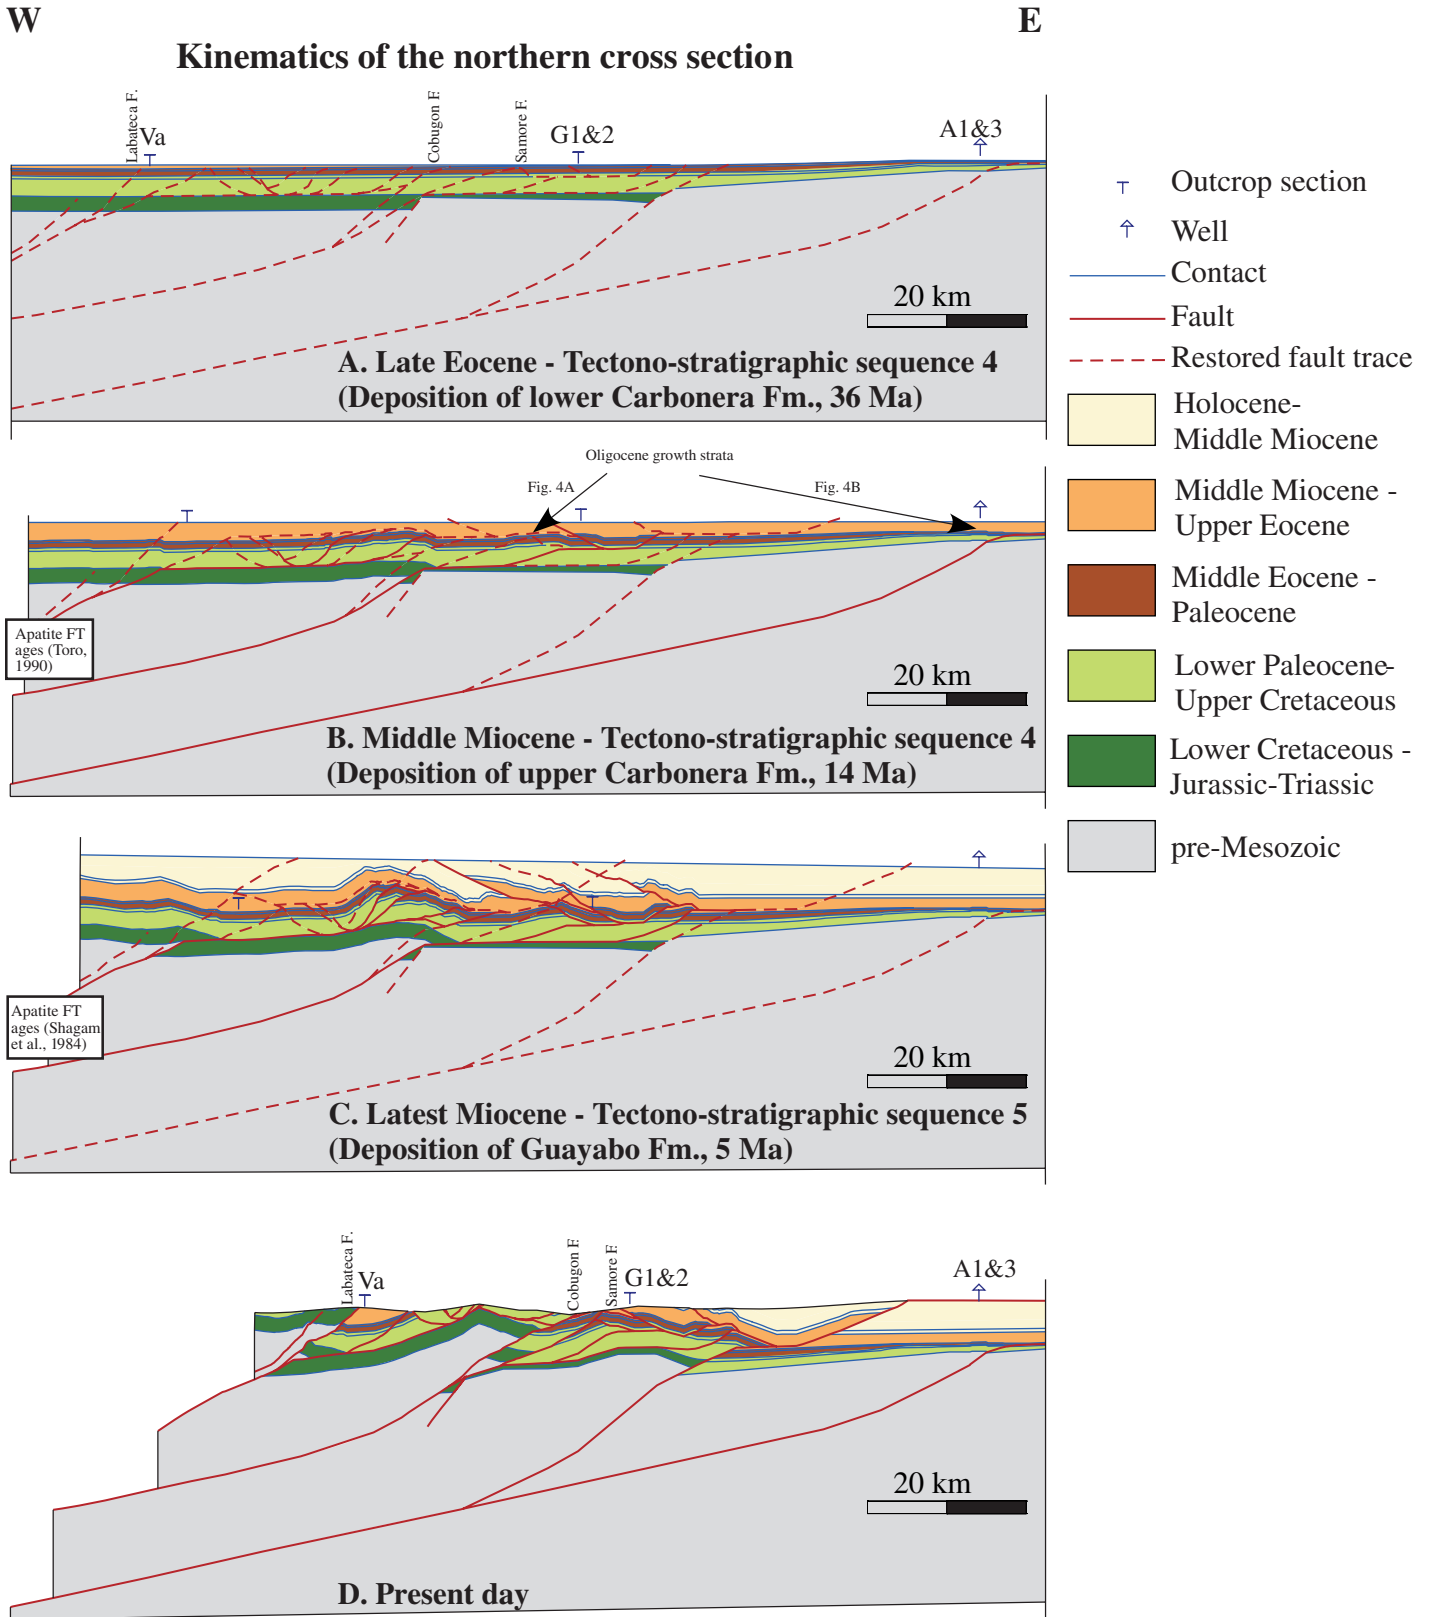 W
E
Kinematics of the northern cross section
Labateca F.
Va
Cobugon F.
Samore F.
G1&2
A1&3
20 km
A. Late Eocene - Tectono-stratigraphic sequence 4
(Deposition of lower Carbonera Fm., 36 Ma)
Outcrop section
Well
Contact
Fault
Restored fault trace
Holocene-
Middle Miocene
Middle Miocene -
Upper Eocene
Middle Eocene -
Paleocene
Lower Paleocene-
Upper Cretaceous
Lower Cretaceous -
Jurassic-Triassic
pre-Mesozoic
Oligocene growth strata
Fig. 4A
Fig. 4B
Apatite FT
ages (Toro,
1990)
20 km
B. Middle Miocene - Tectono-stratigraphic sequence 4
(Deposition of upper Carbonera Fm., 14 Ma)
Apatite FT
ages (Shagam
et al., 1984)
20 km
C. Latest Miocene - Tectono-stratigraphic sequence 5
(Deposition of Guayabo Fm., 5 Ma)
Labateca F.
Va
Cobugon F.
Samore F.
G1&2
A1&3
20 km
D. Present day